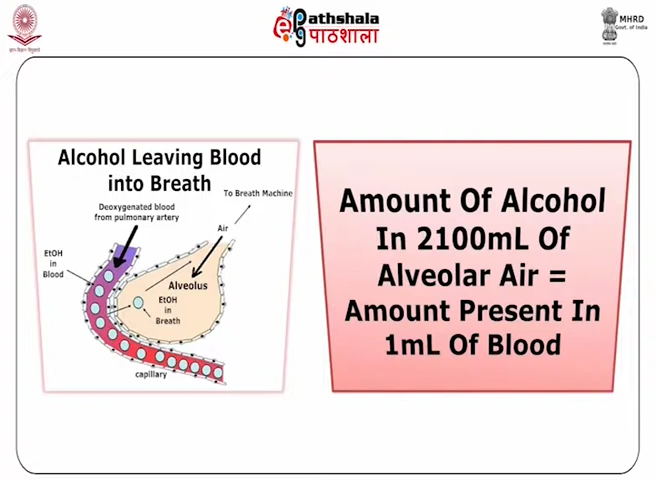 ePathshala
पाठशाला
MHRD
Govt. of India
ज्ञान-विज्ञान विमुक्तये
Alcohol Leaving Blood
into Breath
To Breath Machine
Deoxygenated blood
from pulmonary artery
Air
EtOH
in
Blood
Alveolus
EtOH
in
Breath
capillary
Amount Of Alcohol
In 2100mL Of
Alveolar Air =
Amount Present In
1mL Of Blood